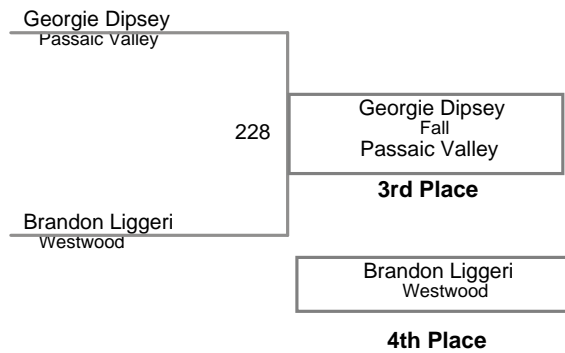 Georgie Dipsey
Passaic Valley
228
Georgie Dipsey
Fall
Passaic Valley
3rd Place
Brandon Liggeri
Westwood
Brandon Liggeri
Westwood
4th Place